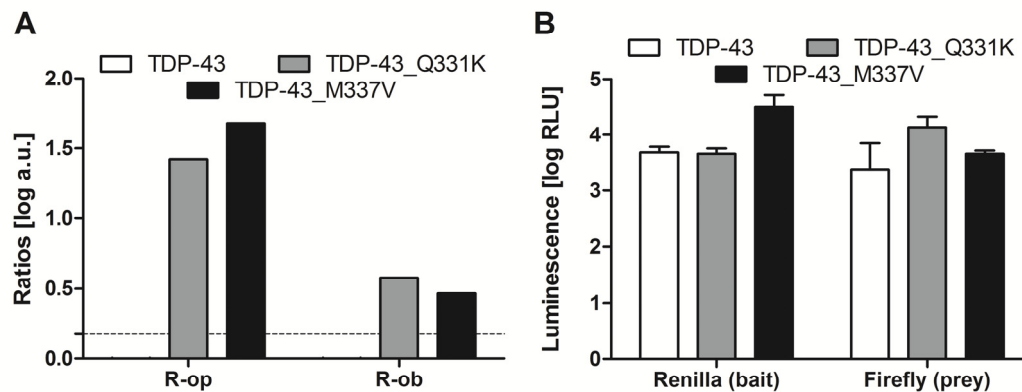 A
TDP-43 TDP-43_Q331K
TDP-43_M337V
Ratios [log a.u.]
2.0
1.5
1.0
0.5
0.0
R-op R-ob
B
TDP-43 TDP-43_Q331K
TDP-43_M337V
Luminescence [log RLU]
5
4
3
2
1
0
Renilla (bait) Firefly (prey)